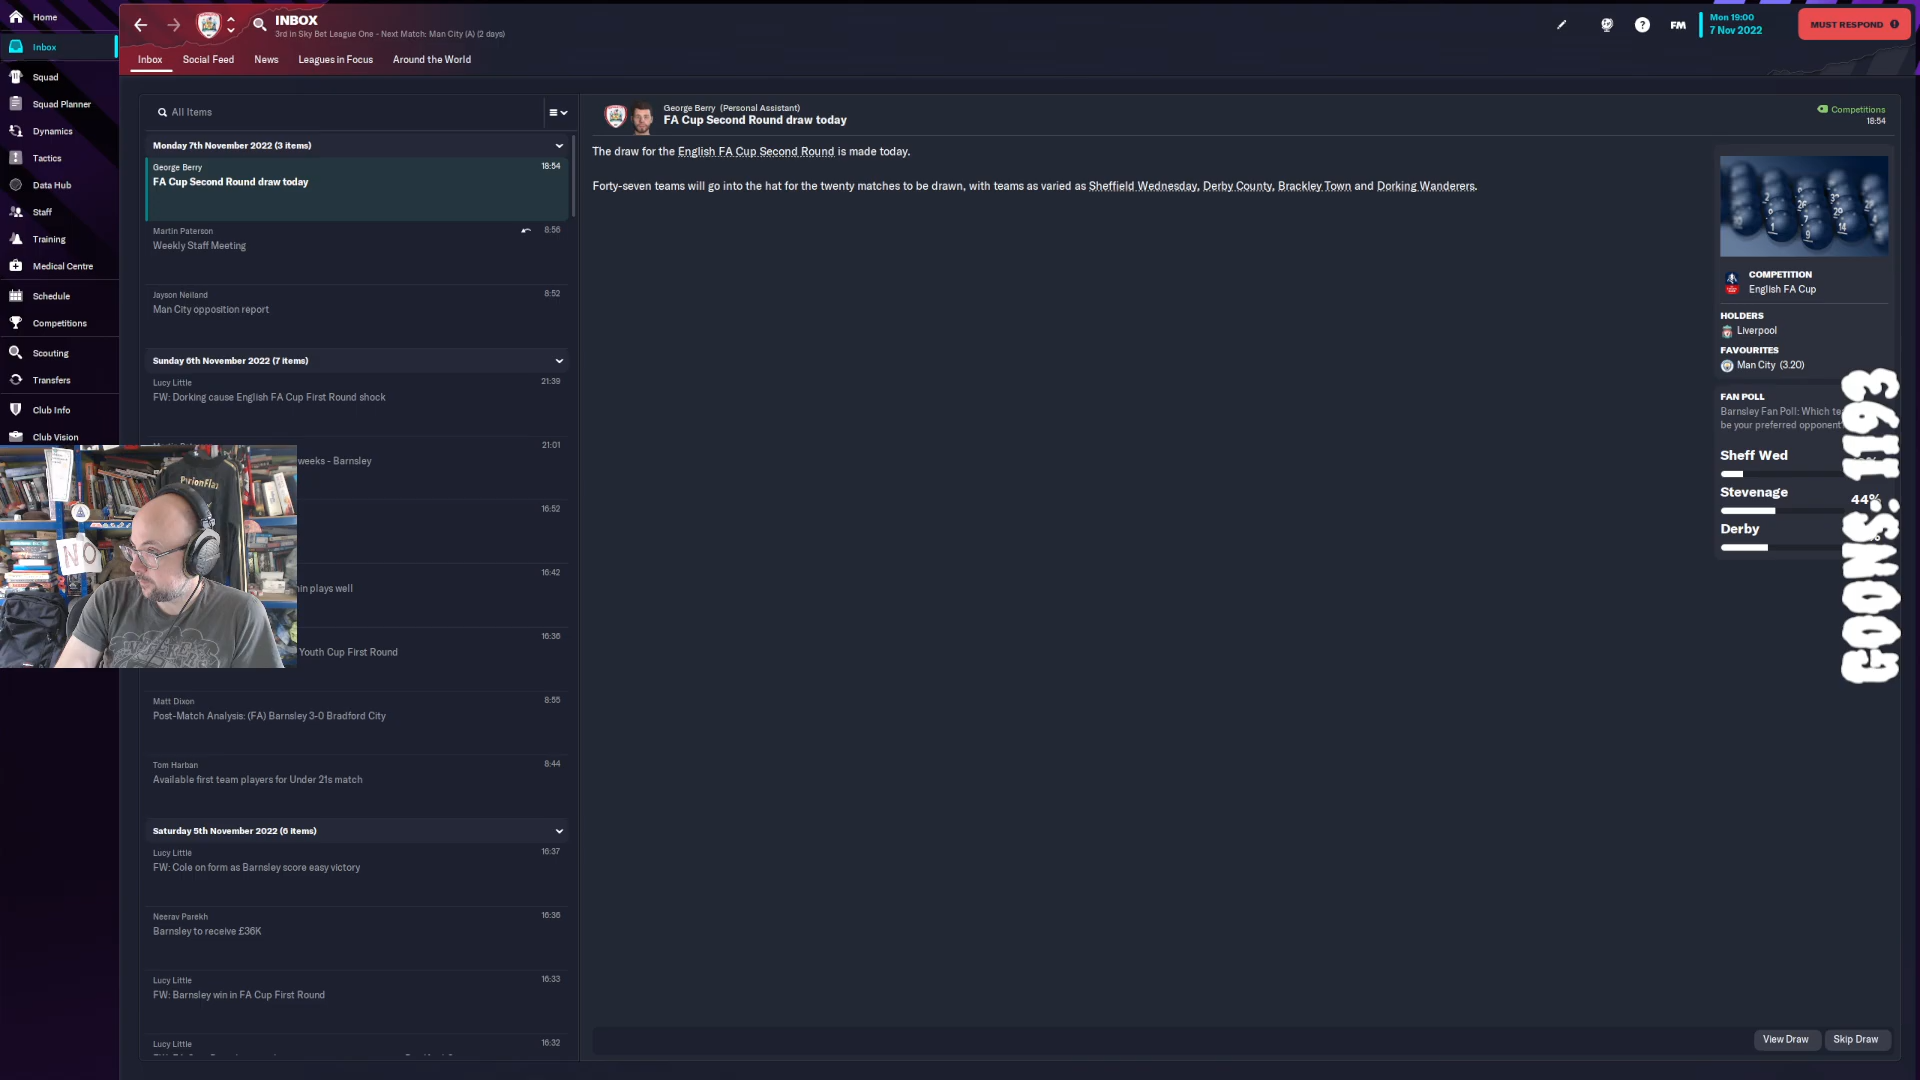 Home
Inbox
Squad
Squad Planner
Dynamics
Tactics
Data Hub
Staff
Training
Medical Centre
Schedule
Competitions
Scouting
Transfers
Club Info
Club Vision
INBOX
3rd in Sky Bet League One - Next Match: Man City (A) (2 days)
FM
Mon 19:00
7 Nov 2022
MUST RESPOND
Inbox Social Feed News Leagues in Focus Around the World
All Items
Monday 7th November 2022 (3 items)
George Berry 18:54
FA Cup Second Round draw today
Martin Paterson 8:56
Weekly Staff Meeting
Jayson Neiland 8:52
Man City opposition report
Sunday 6th November 2022 (7 items)
Lucy Little 21:39
FW: Dorking cause English FA Cup First Round shock
21:01
weeks - Barnsley
16:52
16:42
plays well
16:36
Youth Cup First Round
Matt Dixon 8:55
Post-Match Analysis: (FA) Barnsley 3-0 Bradford City
Tom Harban 8:44
Available first team players for Under 21s match
Saturday 5th November 2022 (6 items)
Lucy Little 16:37
FW: Cole on form as Barnsley score easy victory
Neerav Parekh 16:36
Barnsley to receive £36K
Lucy Little 16:33
FW: Barnsley win in FA Cup First Round
Lucy Little 16:32
George Berry (Personal Assistant)
FA Cup Second Round draw today
Competitions
18:54
The draw for the English FA Cup Second Round is made today.
Forty-seven teams will go into the hat for the twenty matches to be drawn, with teams as varied as Sheffield Wednesday, Derby County, Brackley Town and Dorking Wanderers.
COMPETITION
English FA Cup
HOLDERS
Liverpool
FAVOURITES
Man City (3.20)
FAN POLL
Barnsley Fan Poll: Which
be your preferred opponent
Sheff Wed
Stevenage 44%
Derby
GOONS: 1193
NO
View Draw Skip Draw